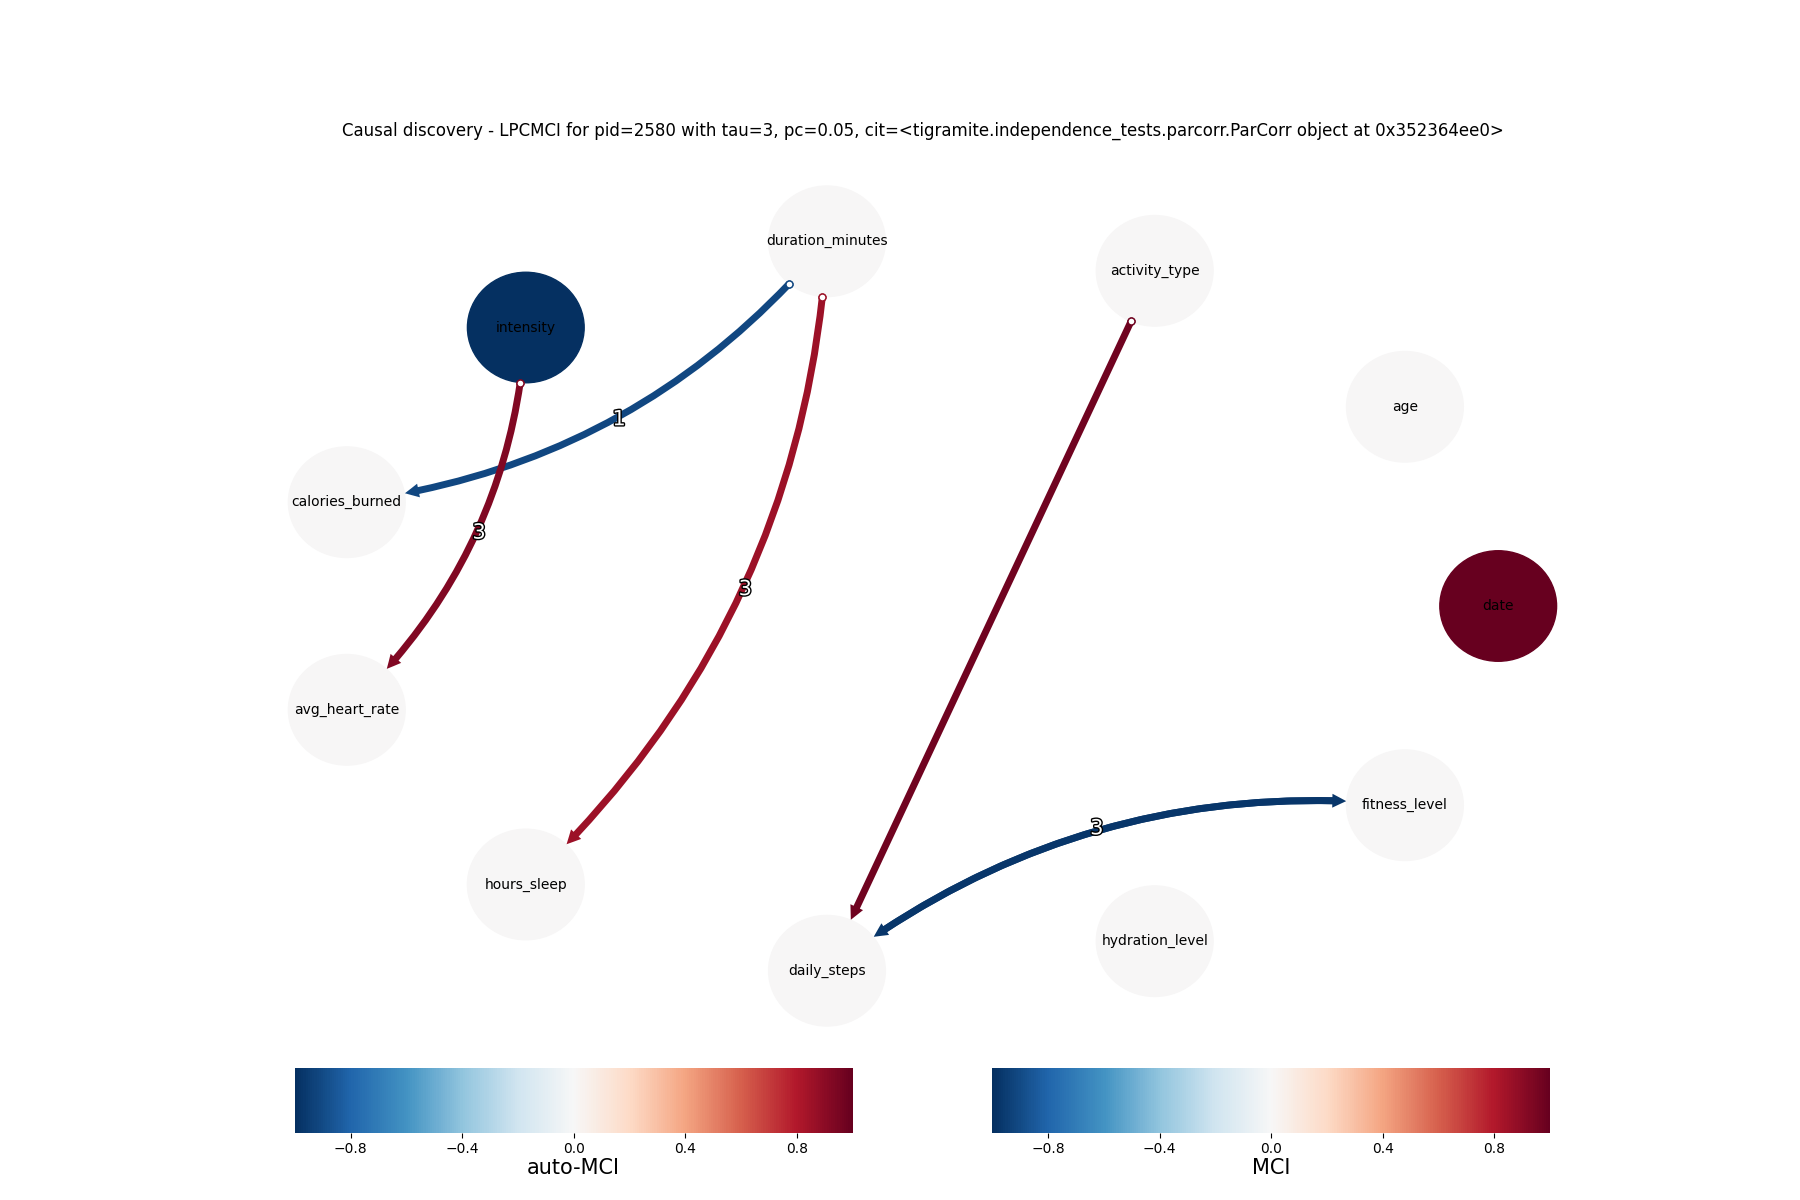 Causal discovery - LPCMCI for pid=2580 with tau=3, pc=0.05, cit=<tigramite.independence_tests.parcorr.ParCorr object at 0x352364ee0>
duration_minutes
activity_type
intensity
age
1
calories_burned
3
3
date
avg_heart_rate
fitness_level
3
hours_sleep
hydration_level
daily_steps
−0.8 −0.4 0.0 0.4 0.8
auto-MCI
−0.8 −0.4 0.0 0.4 0.8
MCI